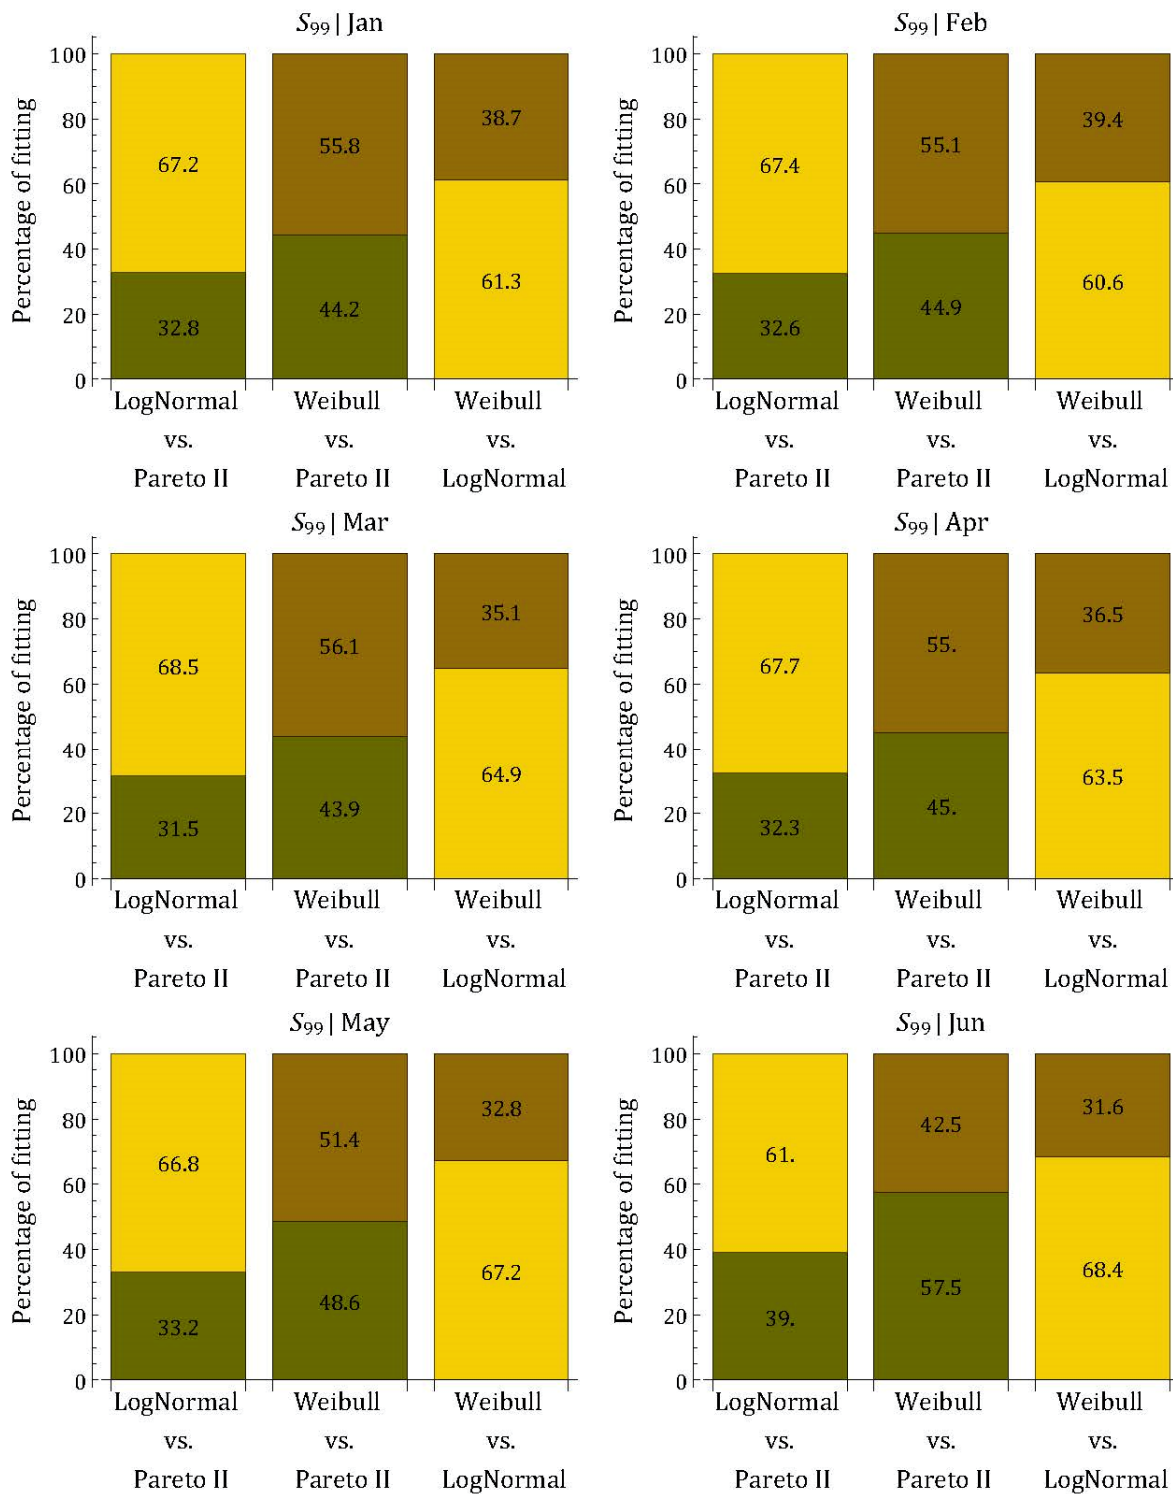 S99 | Jan
Percentage of fitting
100
80
60
40
20
0
67.2
32.8
55.8
44.2
38.7
61.3
LogNormal
vs.
Pareto II
Weibull
vs.
Pareto II
Weibull
vs.
LogNormal
S99 | Feb
Percentage of fitting
100
80
60
40
20
0
67.4
32.6
55.1
44.9
39.4
60.6
LogNormal
vs.
Pareto II
Weibull
vs.
Pareto II
Weibull
vs.
LogNormal
S99 | Mar
Percentage of fitting
100
80
60
40
20
0
68.5
31.5
56.1
43.9
35.1
64.9
LogNormal
vs.
Pareto II
Weibull
vs.
Pareto II
Weibull
vs.
LogNormal
S99 | Apr
Percentage of fitting
100
80
60
40
20
0
67.7
32.3
55.
45.
36.5
63.5
LogNormal
vs.
Pareto II
Weibull
vs.
Pareto II
Weibull
vs.
LogNormal
S99 | May
Percentage of fitting
100
80
60
40
20
0
66.8
33.2
51.4
48.6
32.8
67.2
LogNormal
vs.
Pareto II
Weibull
vs.
Pareto II
Weibull
vs.
LogNormal
S99 | Jun
Percentage of fitting
100
80
60
40
20
0
61.
39.
42.5
57.5
31.6
68.4
LogNormal
vs.
Pareto II
Weibull
vs.
Pareto II
Weibull
vs.
LogNormal